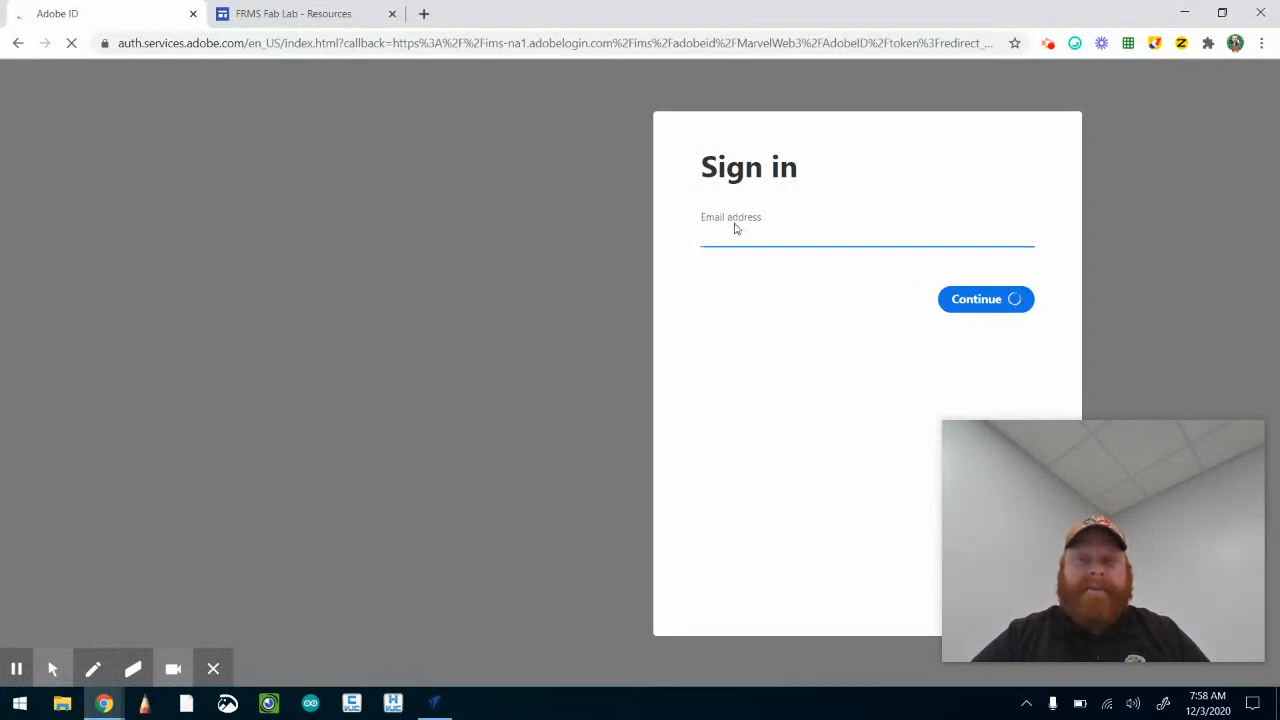 Adobe ID
FRMS Fab Lab - Resources
auth.services.adobe.com/en_US/index.html?callback=https%3A%2F%2Fims-na1.adobelogin.com%2Fims%2Fadobeid%2FMarvelWeb3%2FAdobeID%2Ftoken%3Fredirect_...
Sign in
Email address
Continue
7:58 AM
12/3/2020